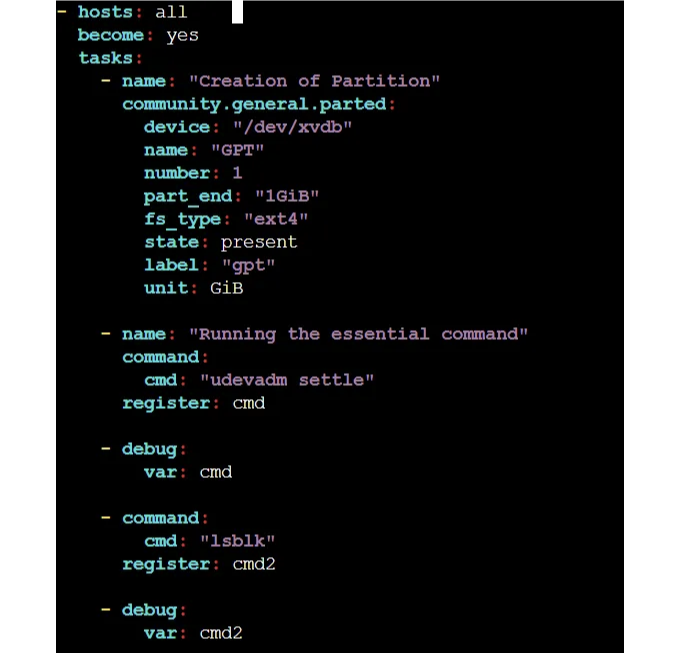 - hosts: all
  become: yes
  tasks:
    - name: "Creation of Partition"
      community.general.parted:
        device: "/dev/xvdb"
        name: "GPT"
        number: 1
        part_end: "1GiB"
        fs_type: "ext4"
        state: present
        label: "gpt"
        unit: GiB

    - name: "Running the essential command"
      command:
        cmd: "udevadm settle"
      register: cmd

    - debug:
        var: cmd

    - command:
        cmd: "lsblk"
      register: cmd2

    - debug:
        var: cmd2